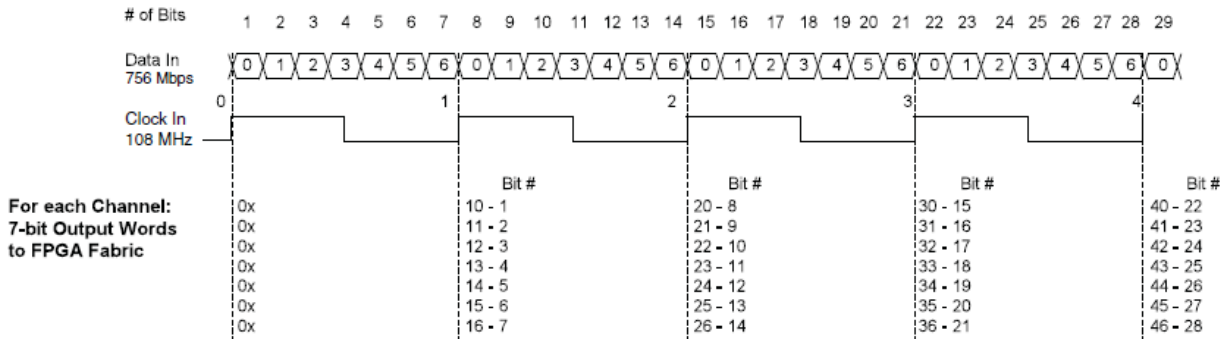 # of Bits 1 2 3 4 5 6 7 8 9 10 11 12 13 14 15 16 17 18 19 20 21 22 23 24 25 26 27 28 29
Data In 0 1 2 3 4 5 6 0 1 2 3 4 5 6 0 1 2 3 4 5 6 0 1 2 3 4 5 6 0
756 Mbps
0 1 2 3 4
Clock In
108 MHz
Bit # Bit # Bit # Bit #
For each Channel: 0x 10 - 1 20 - 8 30 - 15 40 - 22
7-bit Output Words 0x 11 - 2 21 - 9 31 - 16 41 - 23
to FPGA Fabric 0x 12 - 3 22 - 10 32 - 17 42 - 24
0x 13 - 4 23 - 11 33 - 18 43 - 25
0x 14 - 5 24 - 12 34 - 19 44 - 26
0x 15 - 6 25 - 13 35 - 20 45 - 27
0x 16 - 7 26 - 14 36 - 21 46 - 28